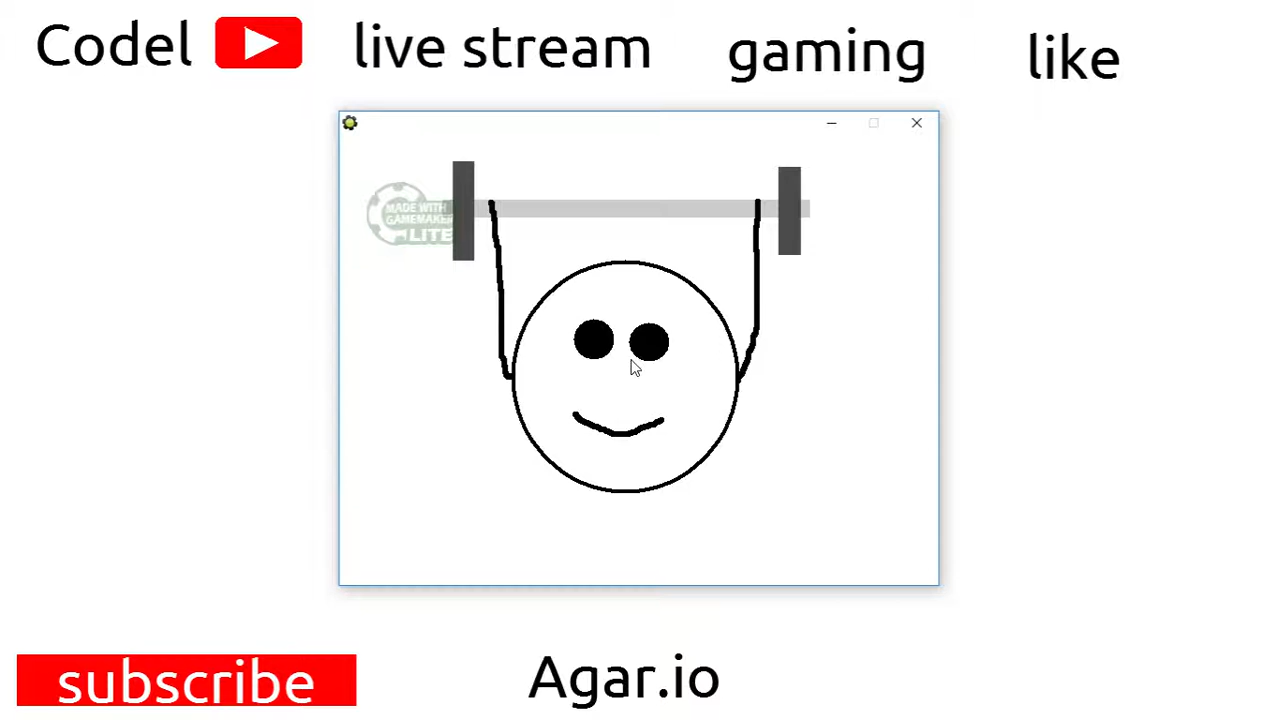 Codel
live stream
gaming
like
MADE WITH
GAMEMAKER
LITE
subscribe
Agar.io